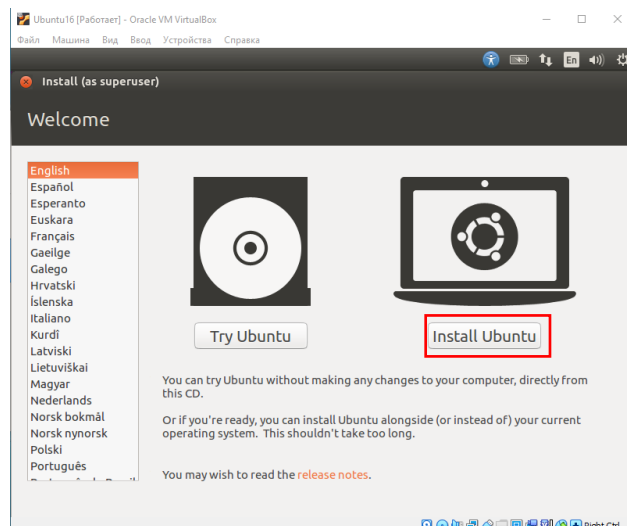 Ubuntu16 [Работает] - Oracle VM VirtualBox
Файл Машина Вид Ввод Устройства Справка
En
Install (as superuser)
Welcome
English
Español
Esperanto
Euskara
Français
Gaeilge
Galego
Hrvatski
Íslenska
Italiano
Kurdî
Latviski
Lietuviškai
Magyar
Nederlands
Norsk bokmål
Norsk nynorsk
Polski
Português
Try Ubuntu
Install Ubuntu
You can try Ubuntu without making any changes to your computer, directly from
this CD.
Or if you're ready, you can install Ubuntu alongside (or instead of) your current
operating system. This shouldn't take too long.
You may wish to read the release notes.
Right Ctrl